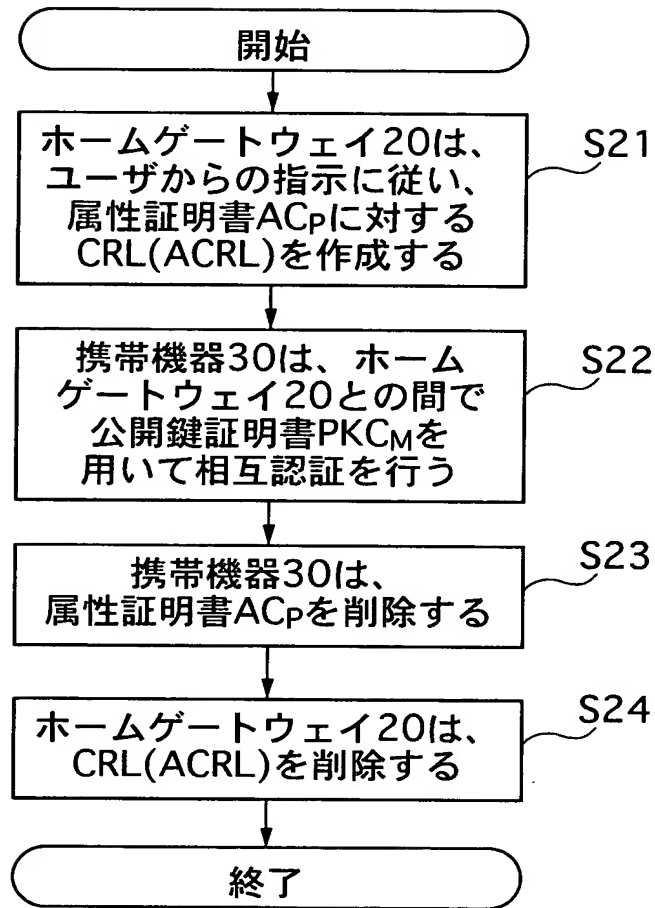 開始
ホームゲートウェイ20は、
ユーザからの指示に従い、
属性証明書ACPに対する
CRL(ACRL)を作成する
S21
携帯機器30は、ホーム
ゲートウェイ20との間で
公開鍵証明書PKCMを
用いて相互認証を行う
S22
携帯機器30は、
属性証明書ACPを削除する
S23
ホームゲートウェイ20は、
CRL(ACRL)を削除する
S24
終了